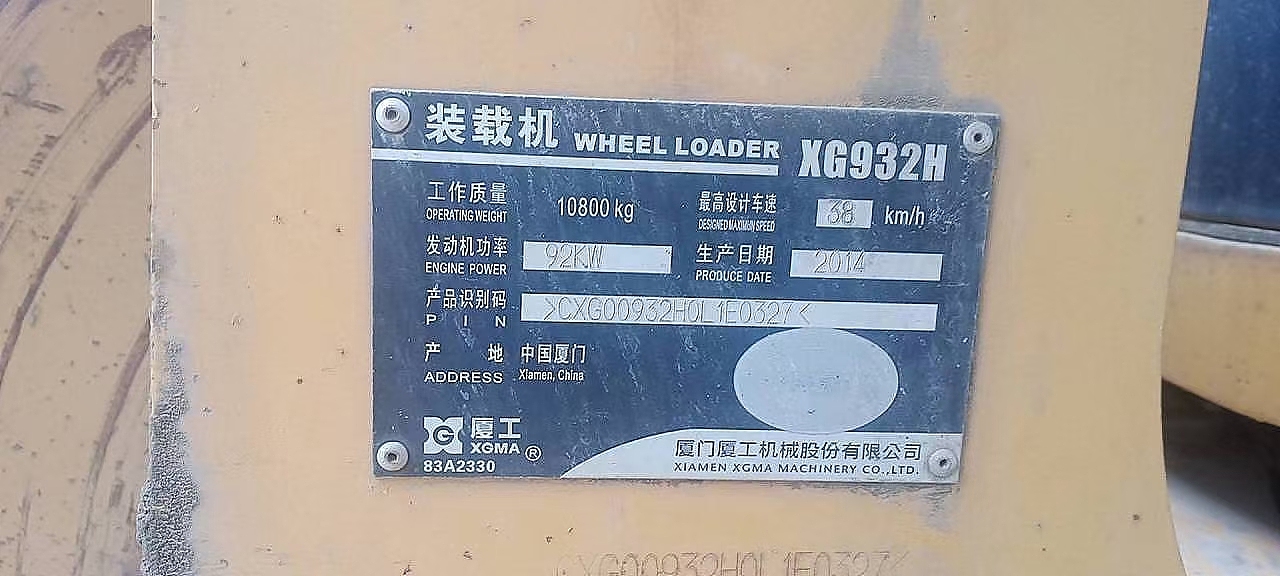 装载机 WHEEL LOADER XG932H
工作质量 10800 kg 最高设计车速 38 km/h
OPERATING WEIGHT DESIGNED MAXIMUN SPEED
发动机功率 92KW 生产日期 2014
ENGINE POWER PRODUCE DATE
产品识别码 >CXG00932H0L1E0327<
PIN
产 地 中国厦门
ADDRESS Xiamen, China
厦工
XGMA ®
83A2330
厦门厦工机械股份有限公司
XIAMEN XGMA MACHINERY CO.,LTD.
CXG00932H0L1E0327<